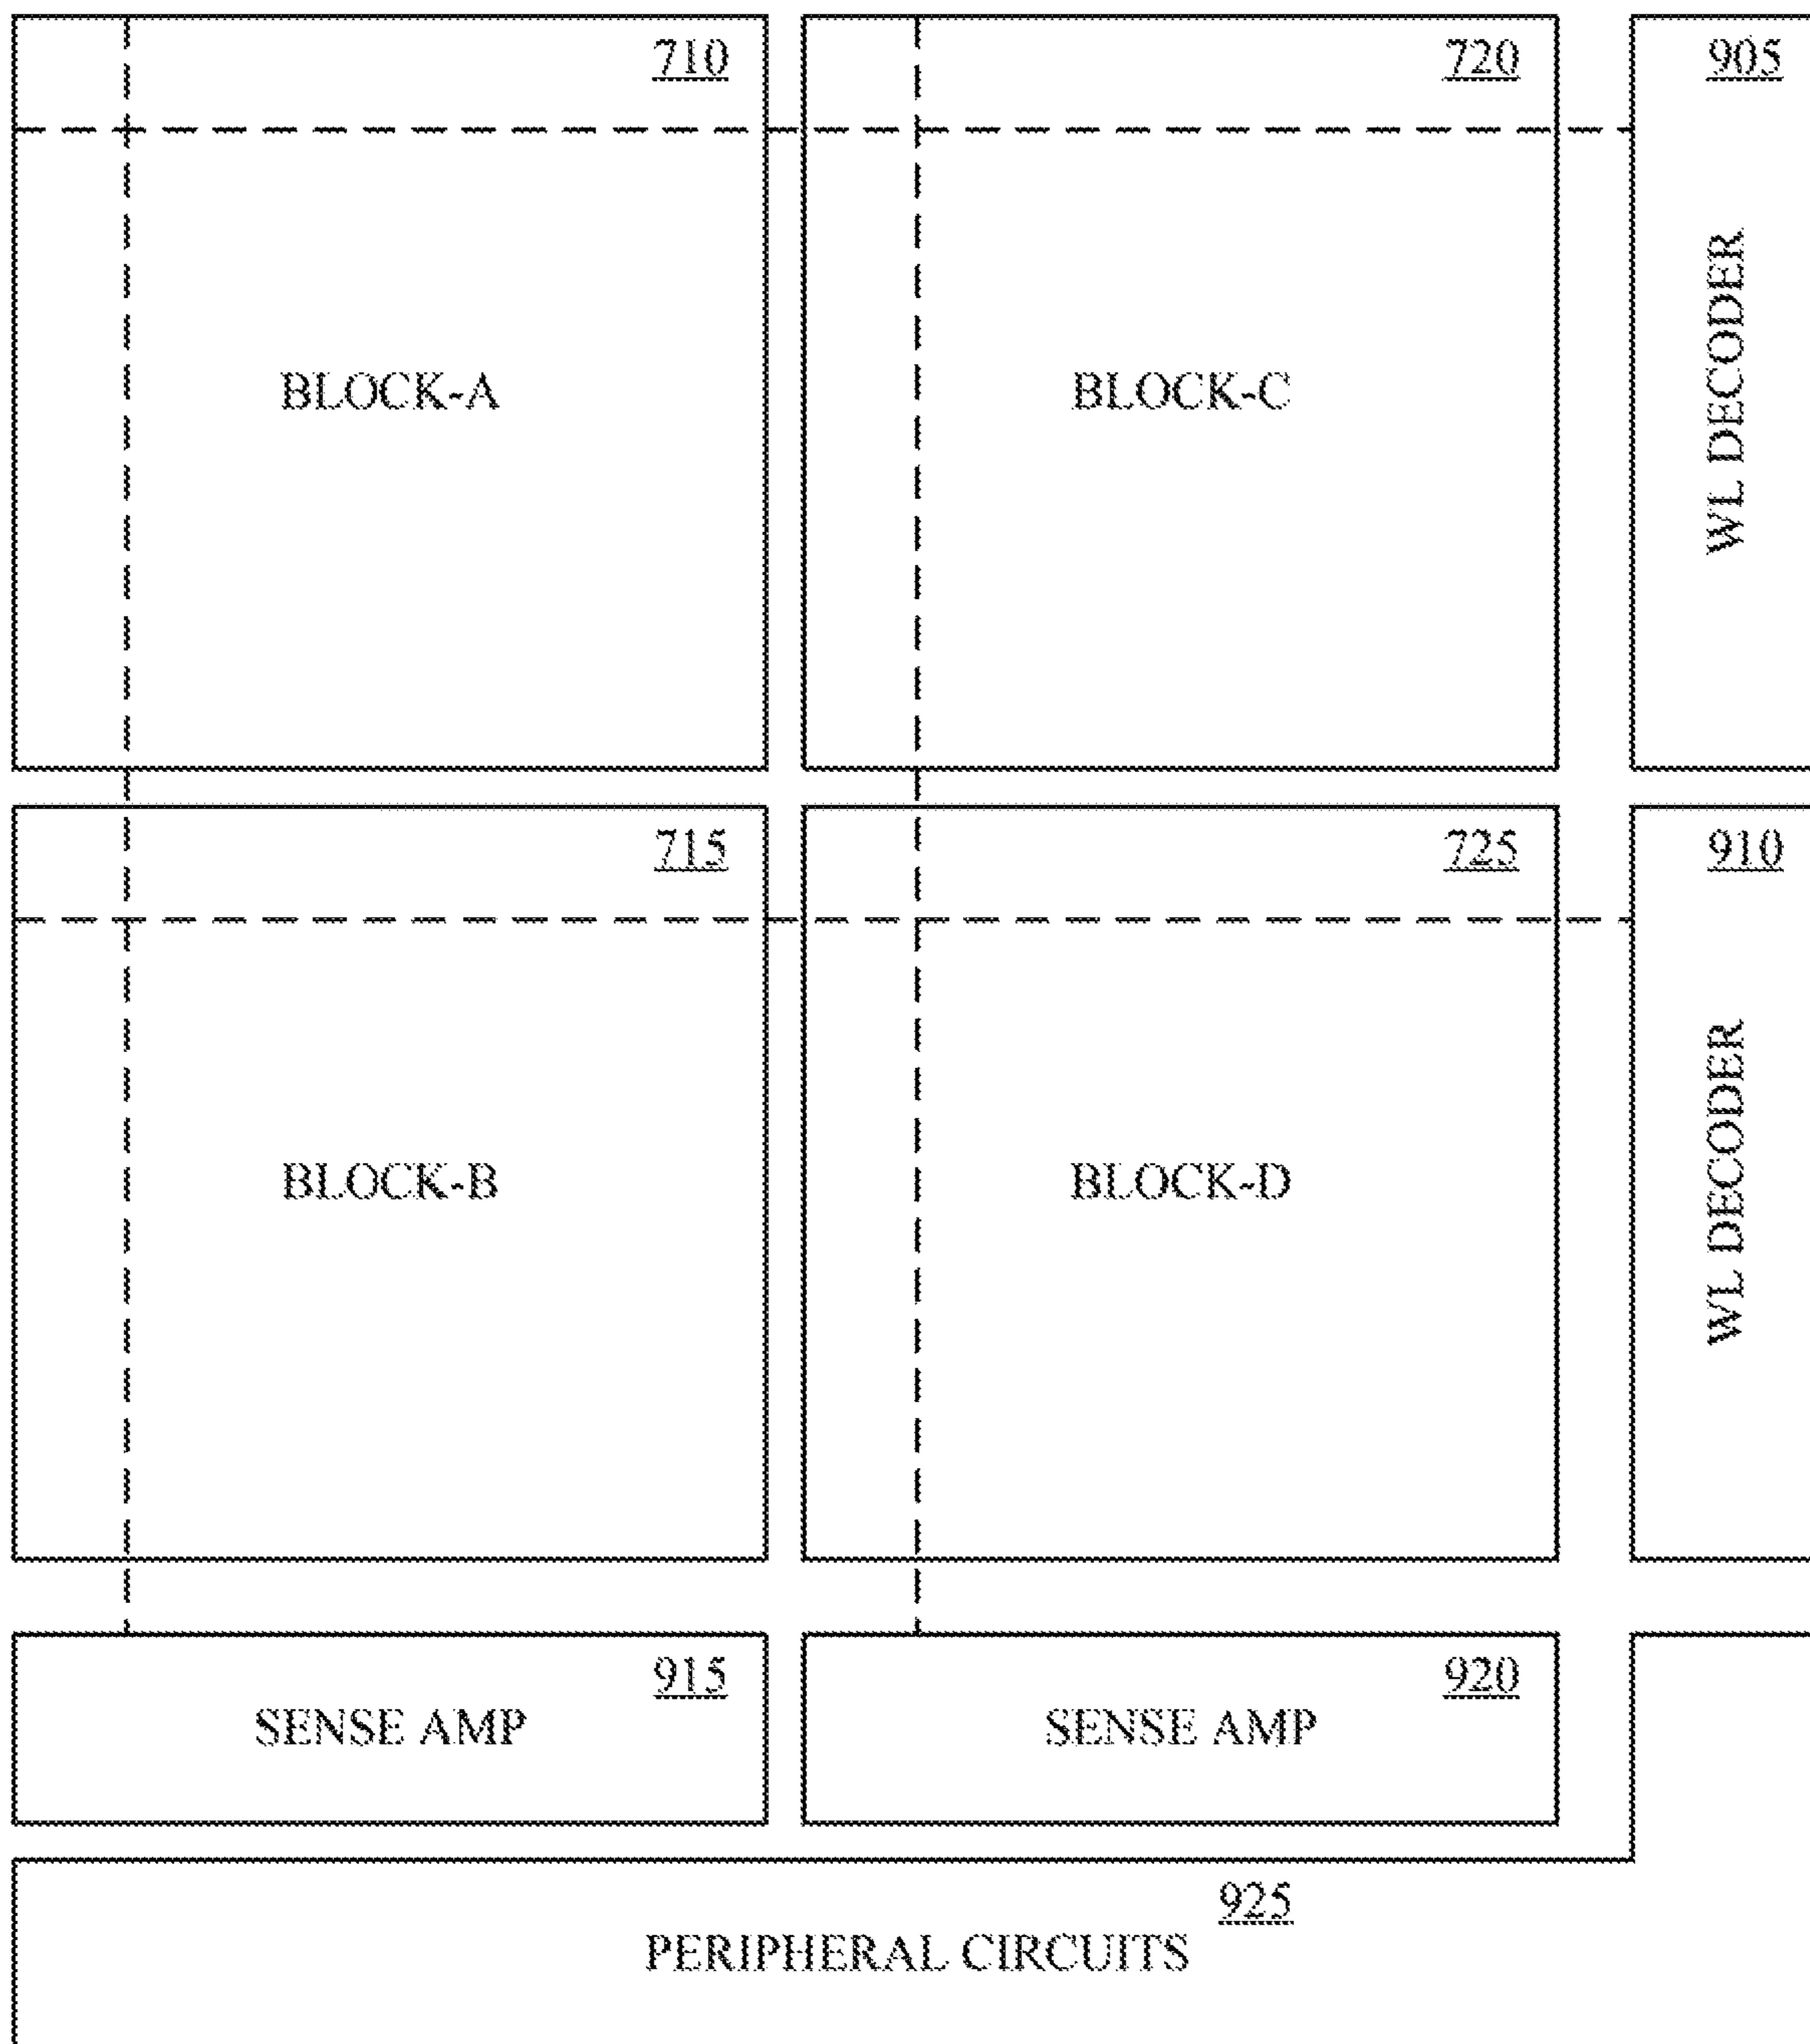 710
720
905
BLOCK-A
BLOCK-C
WL DECODER
715
725
910
BLOCK-B
BLOCK-D
WL DECODER
915
920
SENSE AMP
SENSE AMP
925
PERIPHERAL CIRCUITS